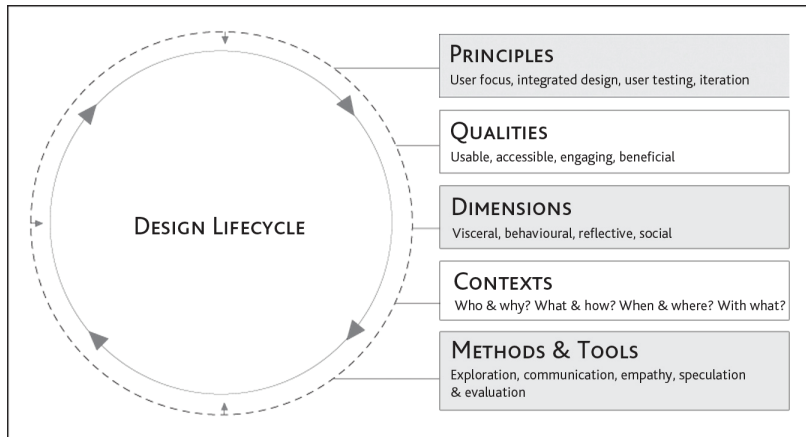 Design Lifecycle
Principles
User focus, integrated design, user testing, iteration
Qualities
Usable, accessible, engaging, beneficial
Dimensions
Visceral, behavioural, reflective, social
Contexts
Who & why? What & how? When & where? With what?
Methods & Tools
Exploration, communication, empathy, speculation
& evaluation